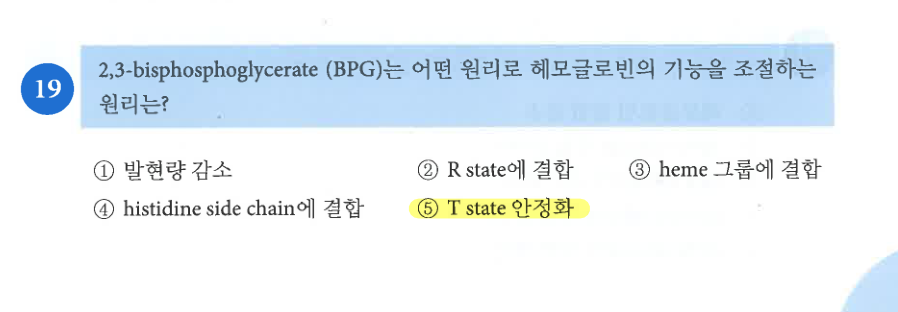 19
2,3-bisphosphoglycerate (BPG)는 어떤 원리로 헤모글로빈의 기능을 조절하는
원리는?
① 발현량 감소 ② R state에 결합 ③ heme 그룹에 결합
④ histidine side chain에 결합 ⑤ T state 안정화